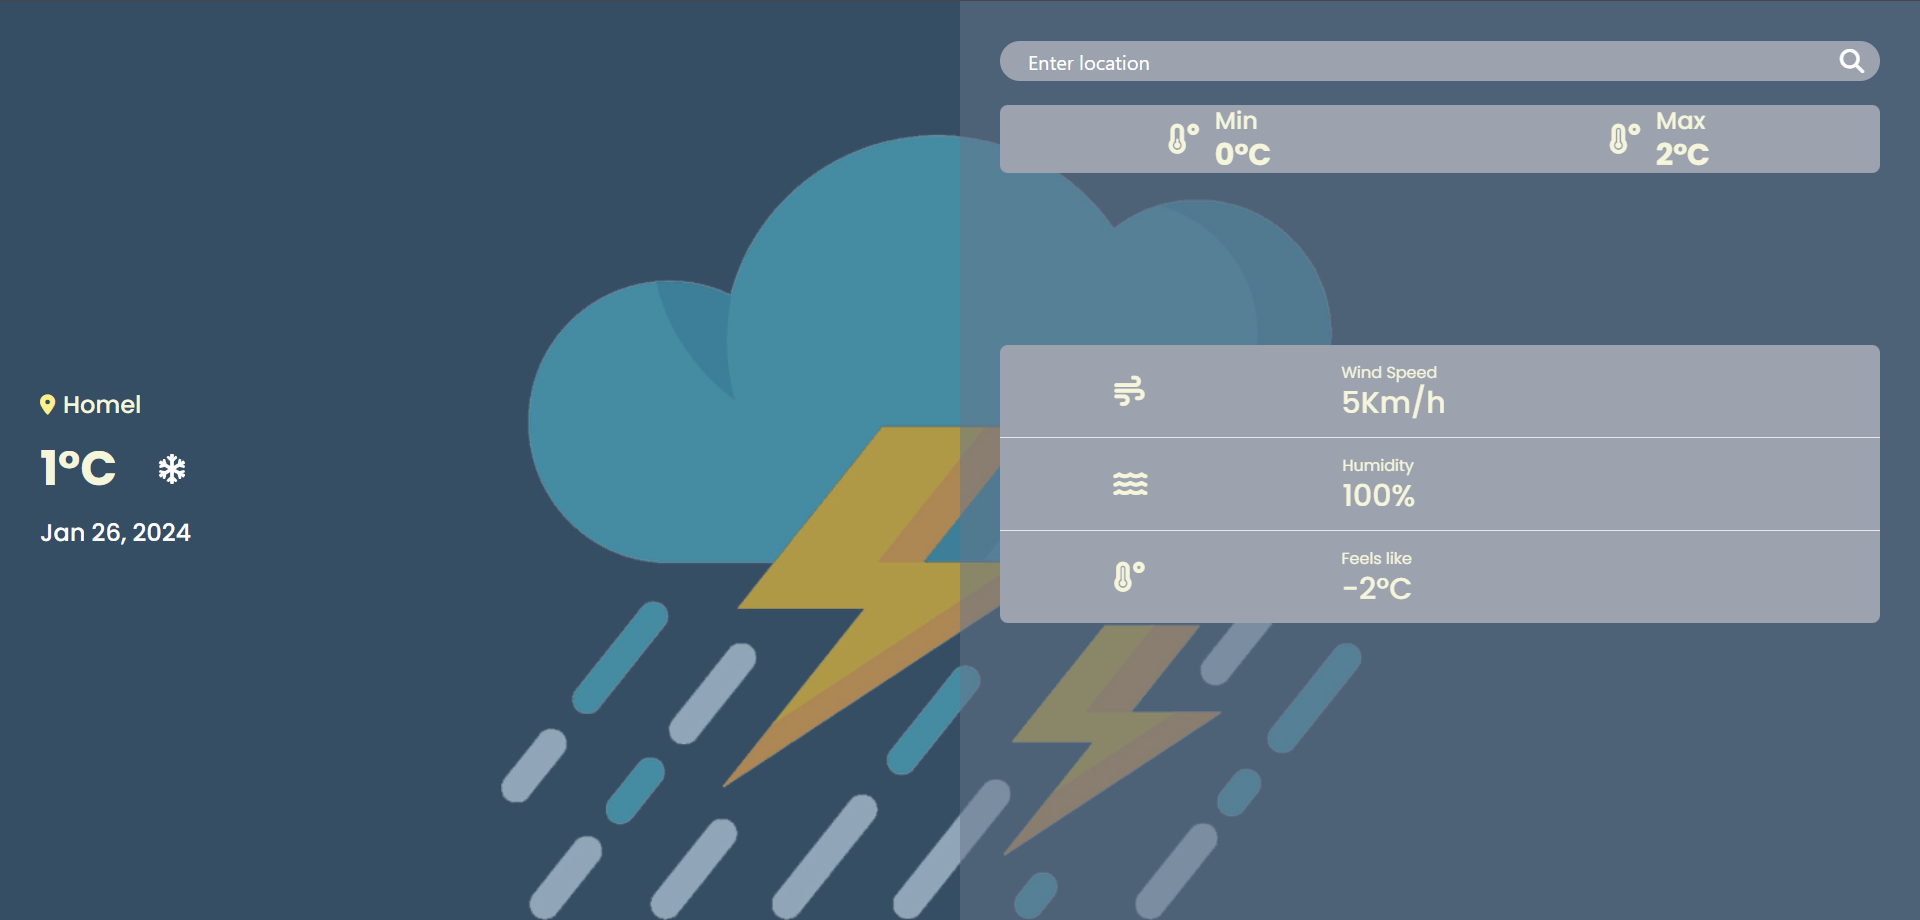 Enter location
Min
0°C
Max
2°C
Homel
1°C
Jan 26, 2024
Wind Speed
5Km/h
Humidity
100%
Feels like
-2°C